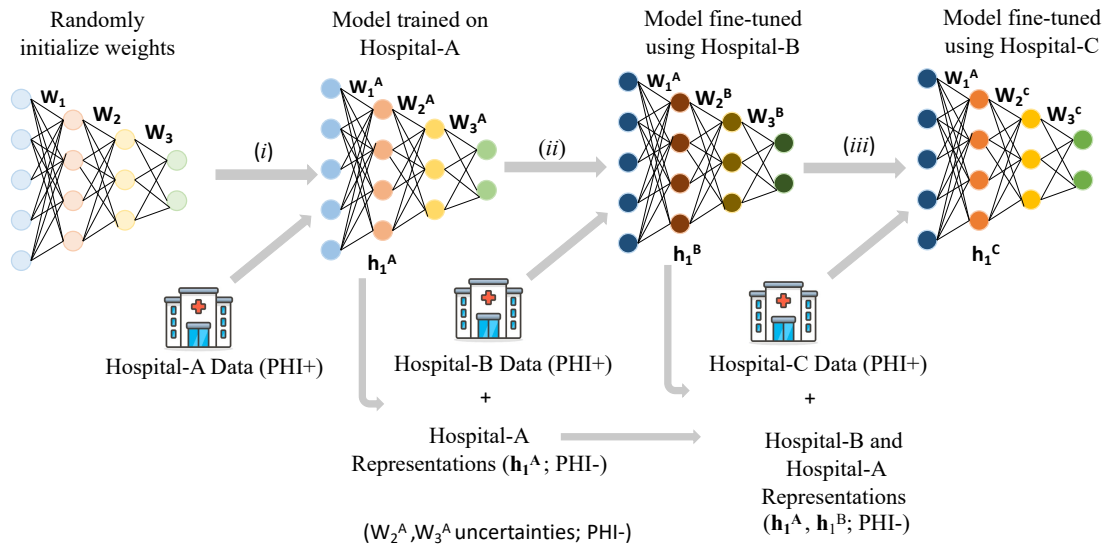 Randomly
initialize weights
Model trained on
Hospital-A
Model fine-tuned
using Hospital-B
Model fine-tuned
using Hospital-C
W₁
W₂
W₃
(i)
W₁ᴬ
W₂ᴬ
W₃ᴬ
h₁ᴬ
(ii)
W₁ᴬ
W₂ᴮ
W₃ᴮ
h₁ᴮ
(iii)
W₁ᴬ
W₂ᶜ
W₃ᶜ
h₁ᶜ
Hospital-A Data (PHI+)
Hospital-B Data (PHI+)
+
Hospital-A
Representations (h₁ᴬ; PHI-)
(W₂ᴬ,W₃ᴬ uncertainties; PHI-)
Hospital-C Data (PHI+)
+
Hospital-B and
Hospital-A
Representations
(h₁ᴬ, h₁ᴮ; PHI-)